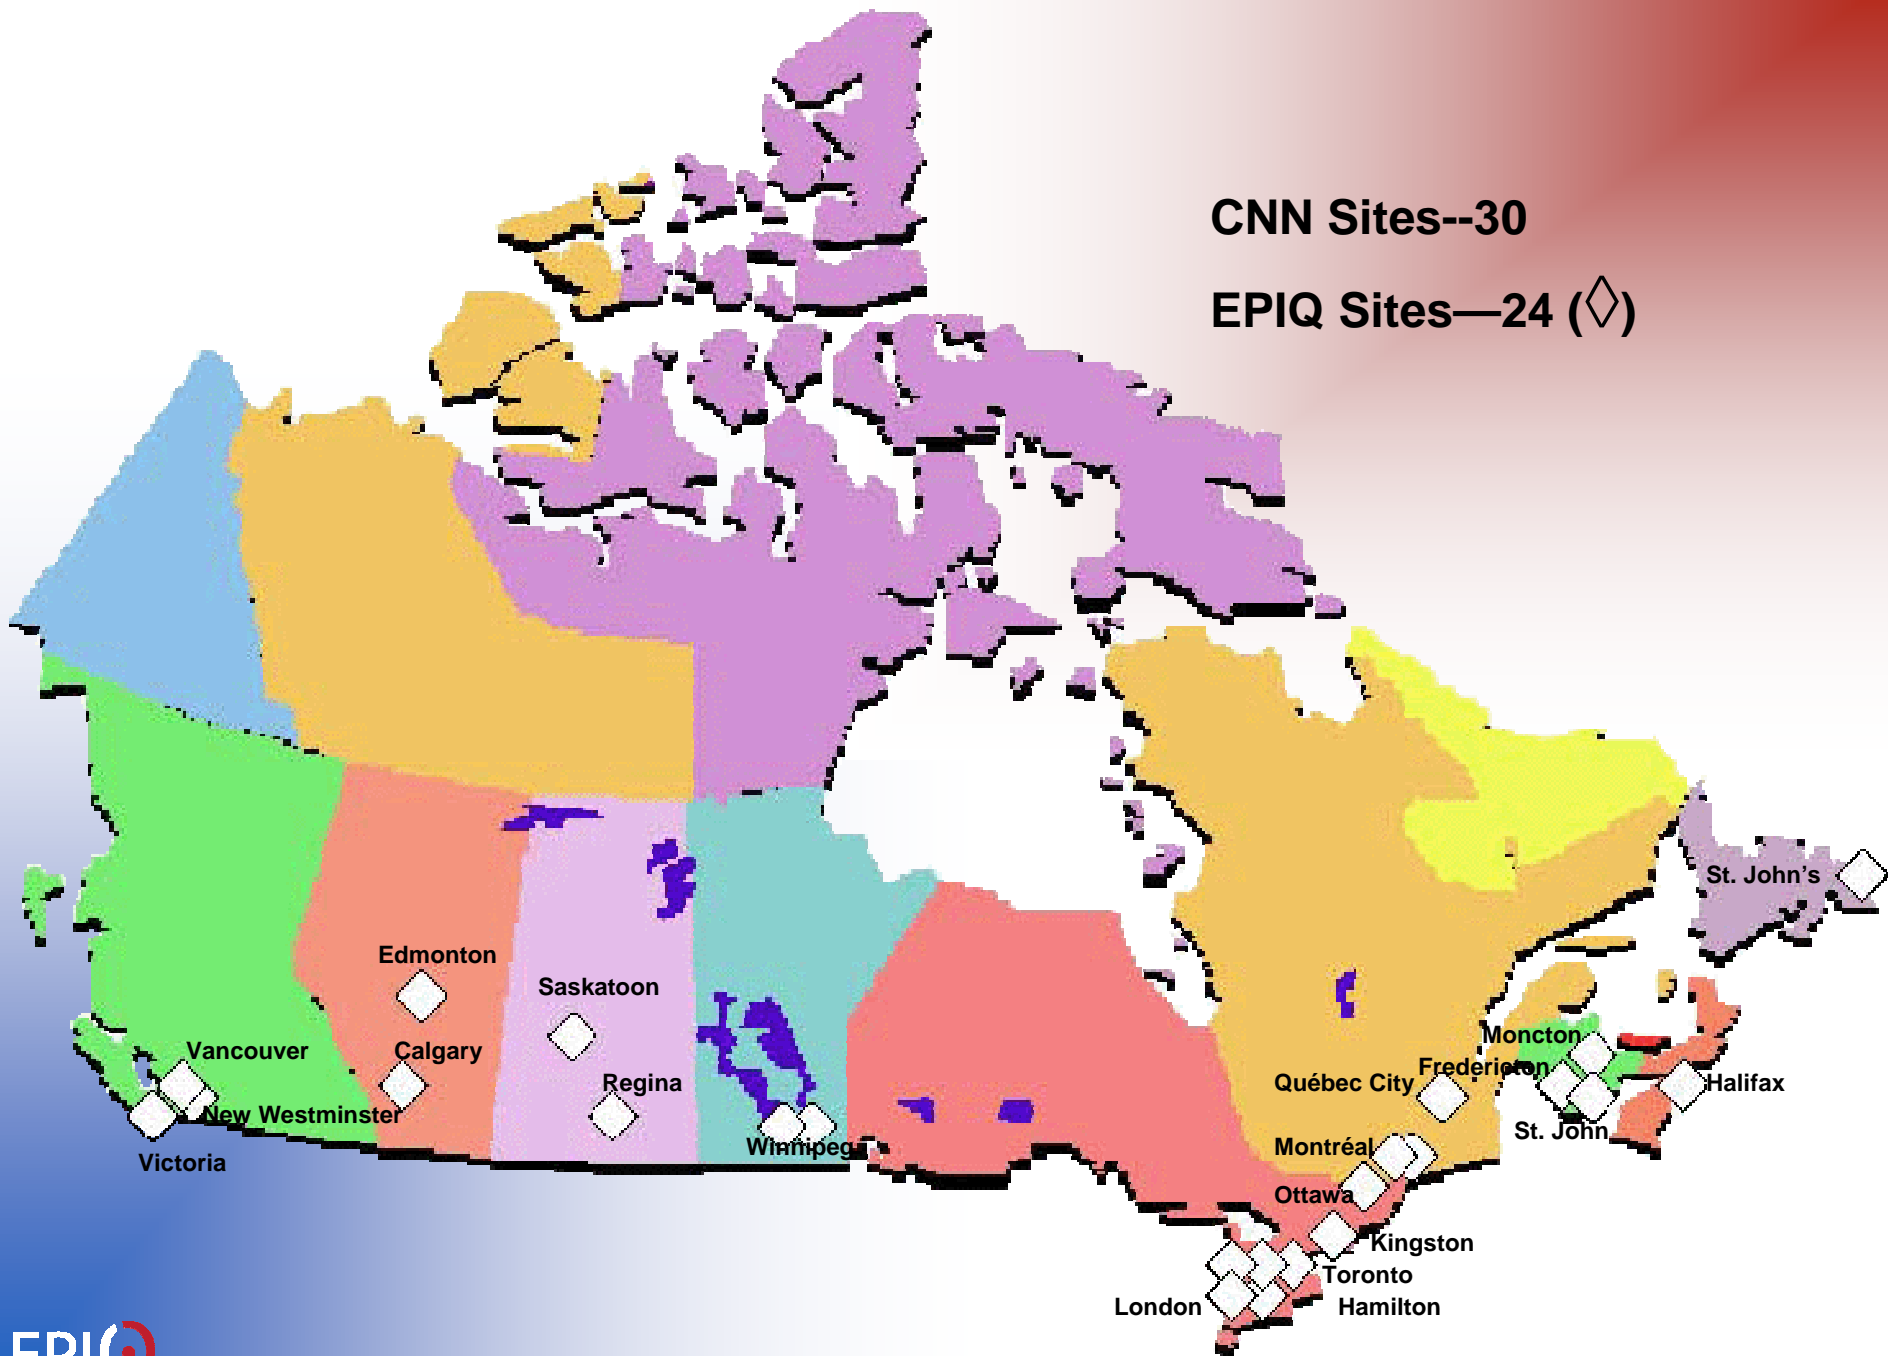 CNN Sites--30
EPIQ Sites—24 (◊)
St. John's
Edmonton
Saskatoon
Moncton
Vancouver
Calgary
Fredericton
Regina
Québec City
Halifax
New Westminster
St. John
Winnipeg
Montréal
Victoria
Ottawa
Kingston
Toronto
London
Hamilton
EPIQ